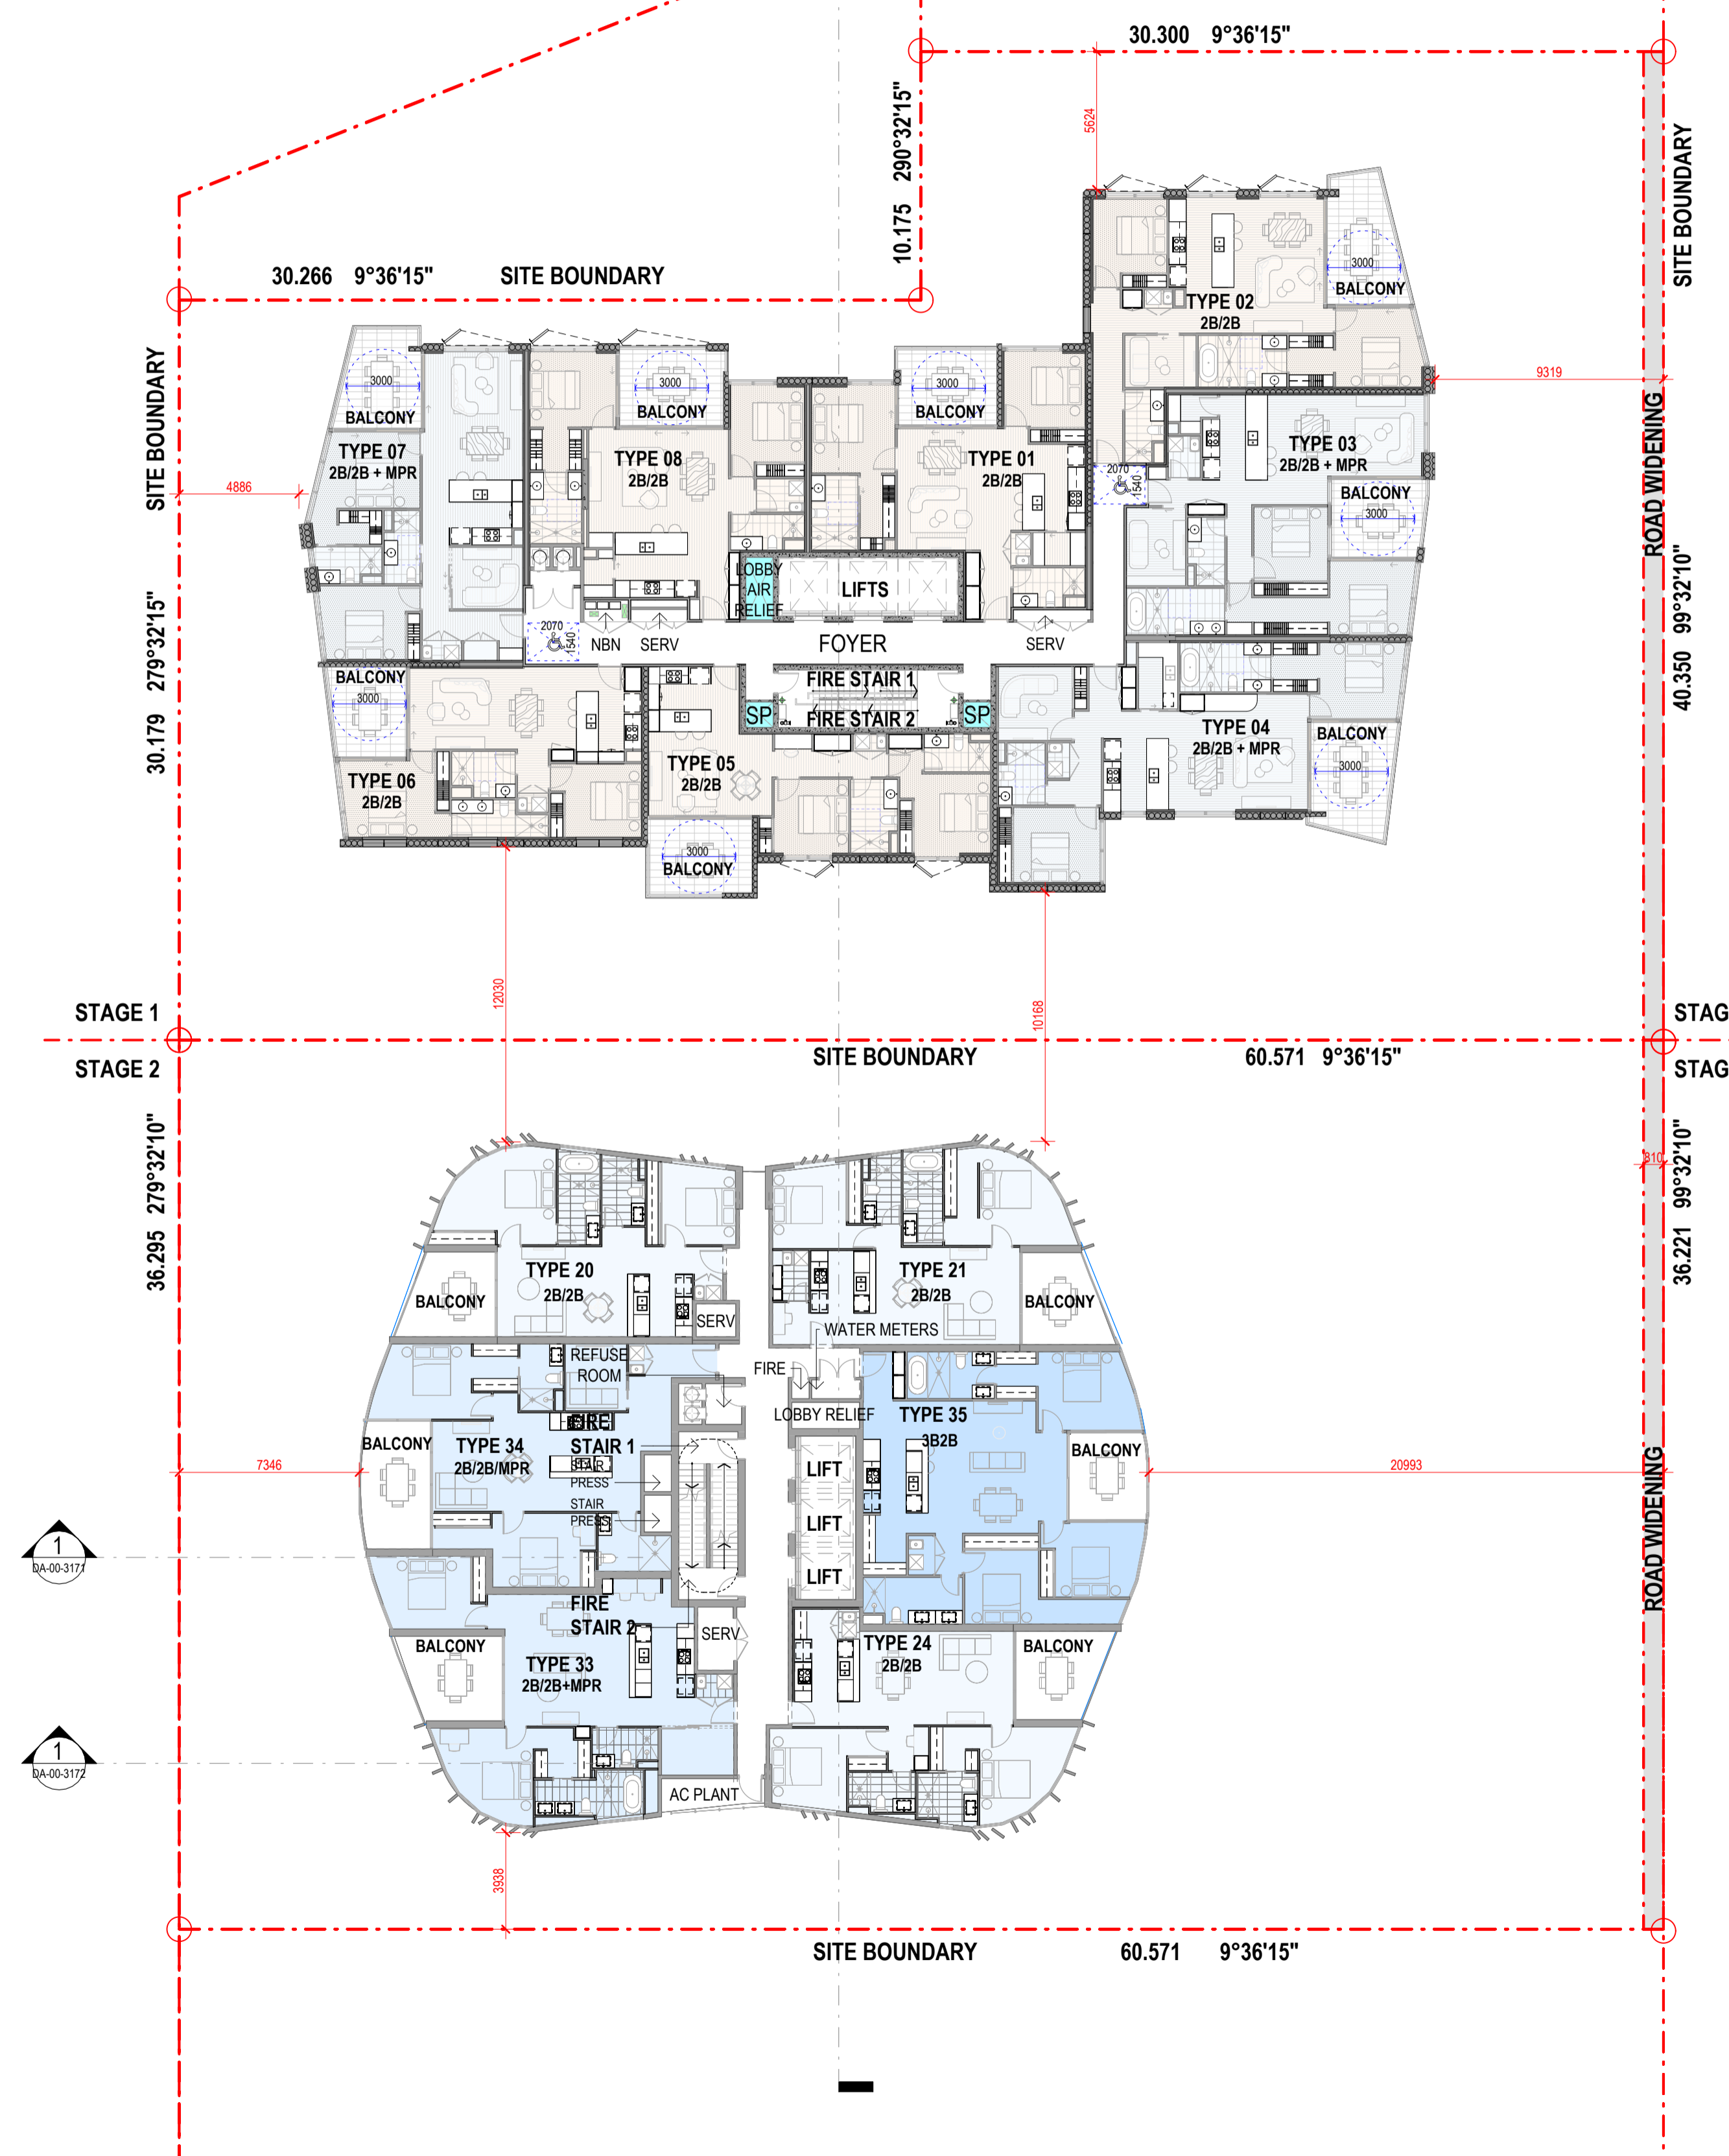 30.300 9°36'15"
5624
10.175 290°32'15"
SITE BOUNDARY
30.266 9°36'15" SITE BOUNDARY
3000
BALCONY
TYPE 02
2B/2B
SITE BOUNDARY
9319
3000
BALCONY
3000
BALCONY
3000
BALCONY
TYPE 07
2B/2B + MPR
TYPE 08
2B/2B
TYPE 01
2B/2B
TYPE 03
2B/2B + MPR
ROAD WIDENING
4886
2070
1540
BALCONY
3000
30.179 279°32'15"
40.350 99°32'10"
LOBBY
AIR
RELIEF
LIFTS
2070
1540
NBN
SERV
FOYER
SERV
BALCONY
3000
FIRE STAIR 1
SP
FIRE STAIR 2
SP
TYPE 04
2B/2B + MPR
BALCONY
3000
TYPE 06
2B/2B
TYPE 05
2B/2B
3000
BALCONY
12030
10168
STAGE 1
STAG
SITE BOUNDARY 60.571 9°36'15"
STAGE 2
STAG
36.295 279°32'10"
36.221 99°32'10"
810
TYPE 20
2B/2B
BALCONY
SERV
TYPE 21
2B/2B
BALCONY
WATER METERS
REFUSE
ROOM
FIRE
LOBBY RELIEF
TYPE 35
3B2B
BALCONY
TYPE 34
2B/2B/MPR
FIRE
STAIR 1
STAIR
PRESS
STAIR
PRESS
BALCONY
LIFT
LIFT
LIFT
7346
20993
ROAD WIDENING
1
DA-00-3171
FIRE
STAIR 2
SERV
BALCONY
TYPE 33
2B/2B+MPR
TYPE 24
2B/2B
BALCONY
1
DA-00-3172
AC PLANT
3938
SITE BOUNDARY 60.571 9°36'15"